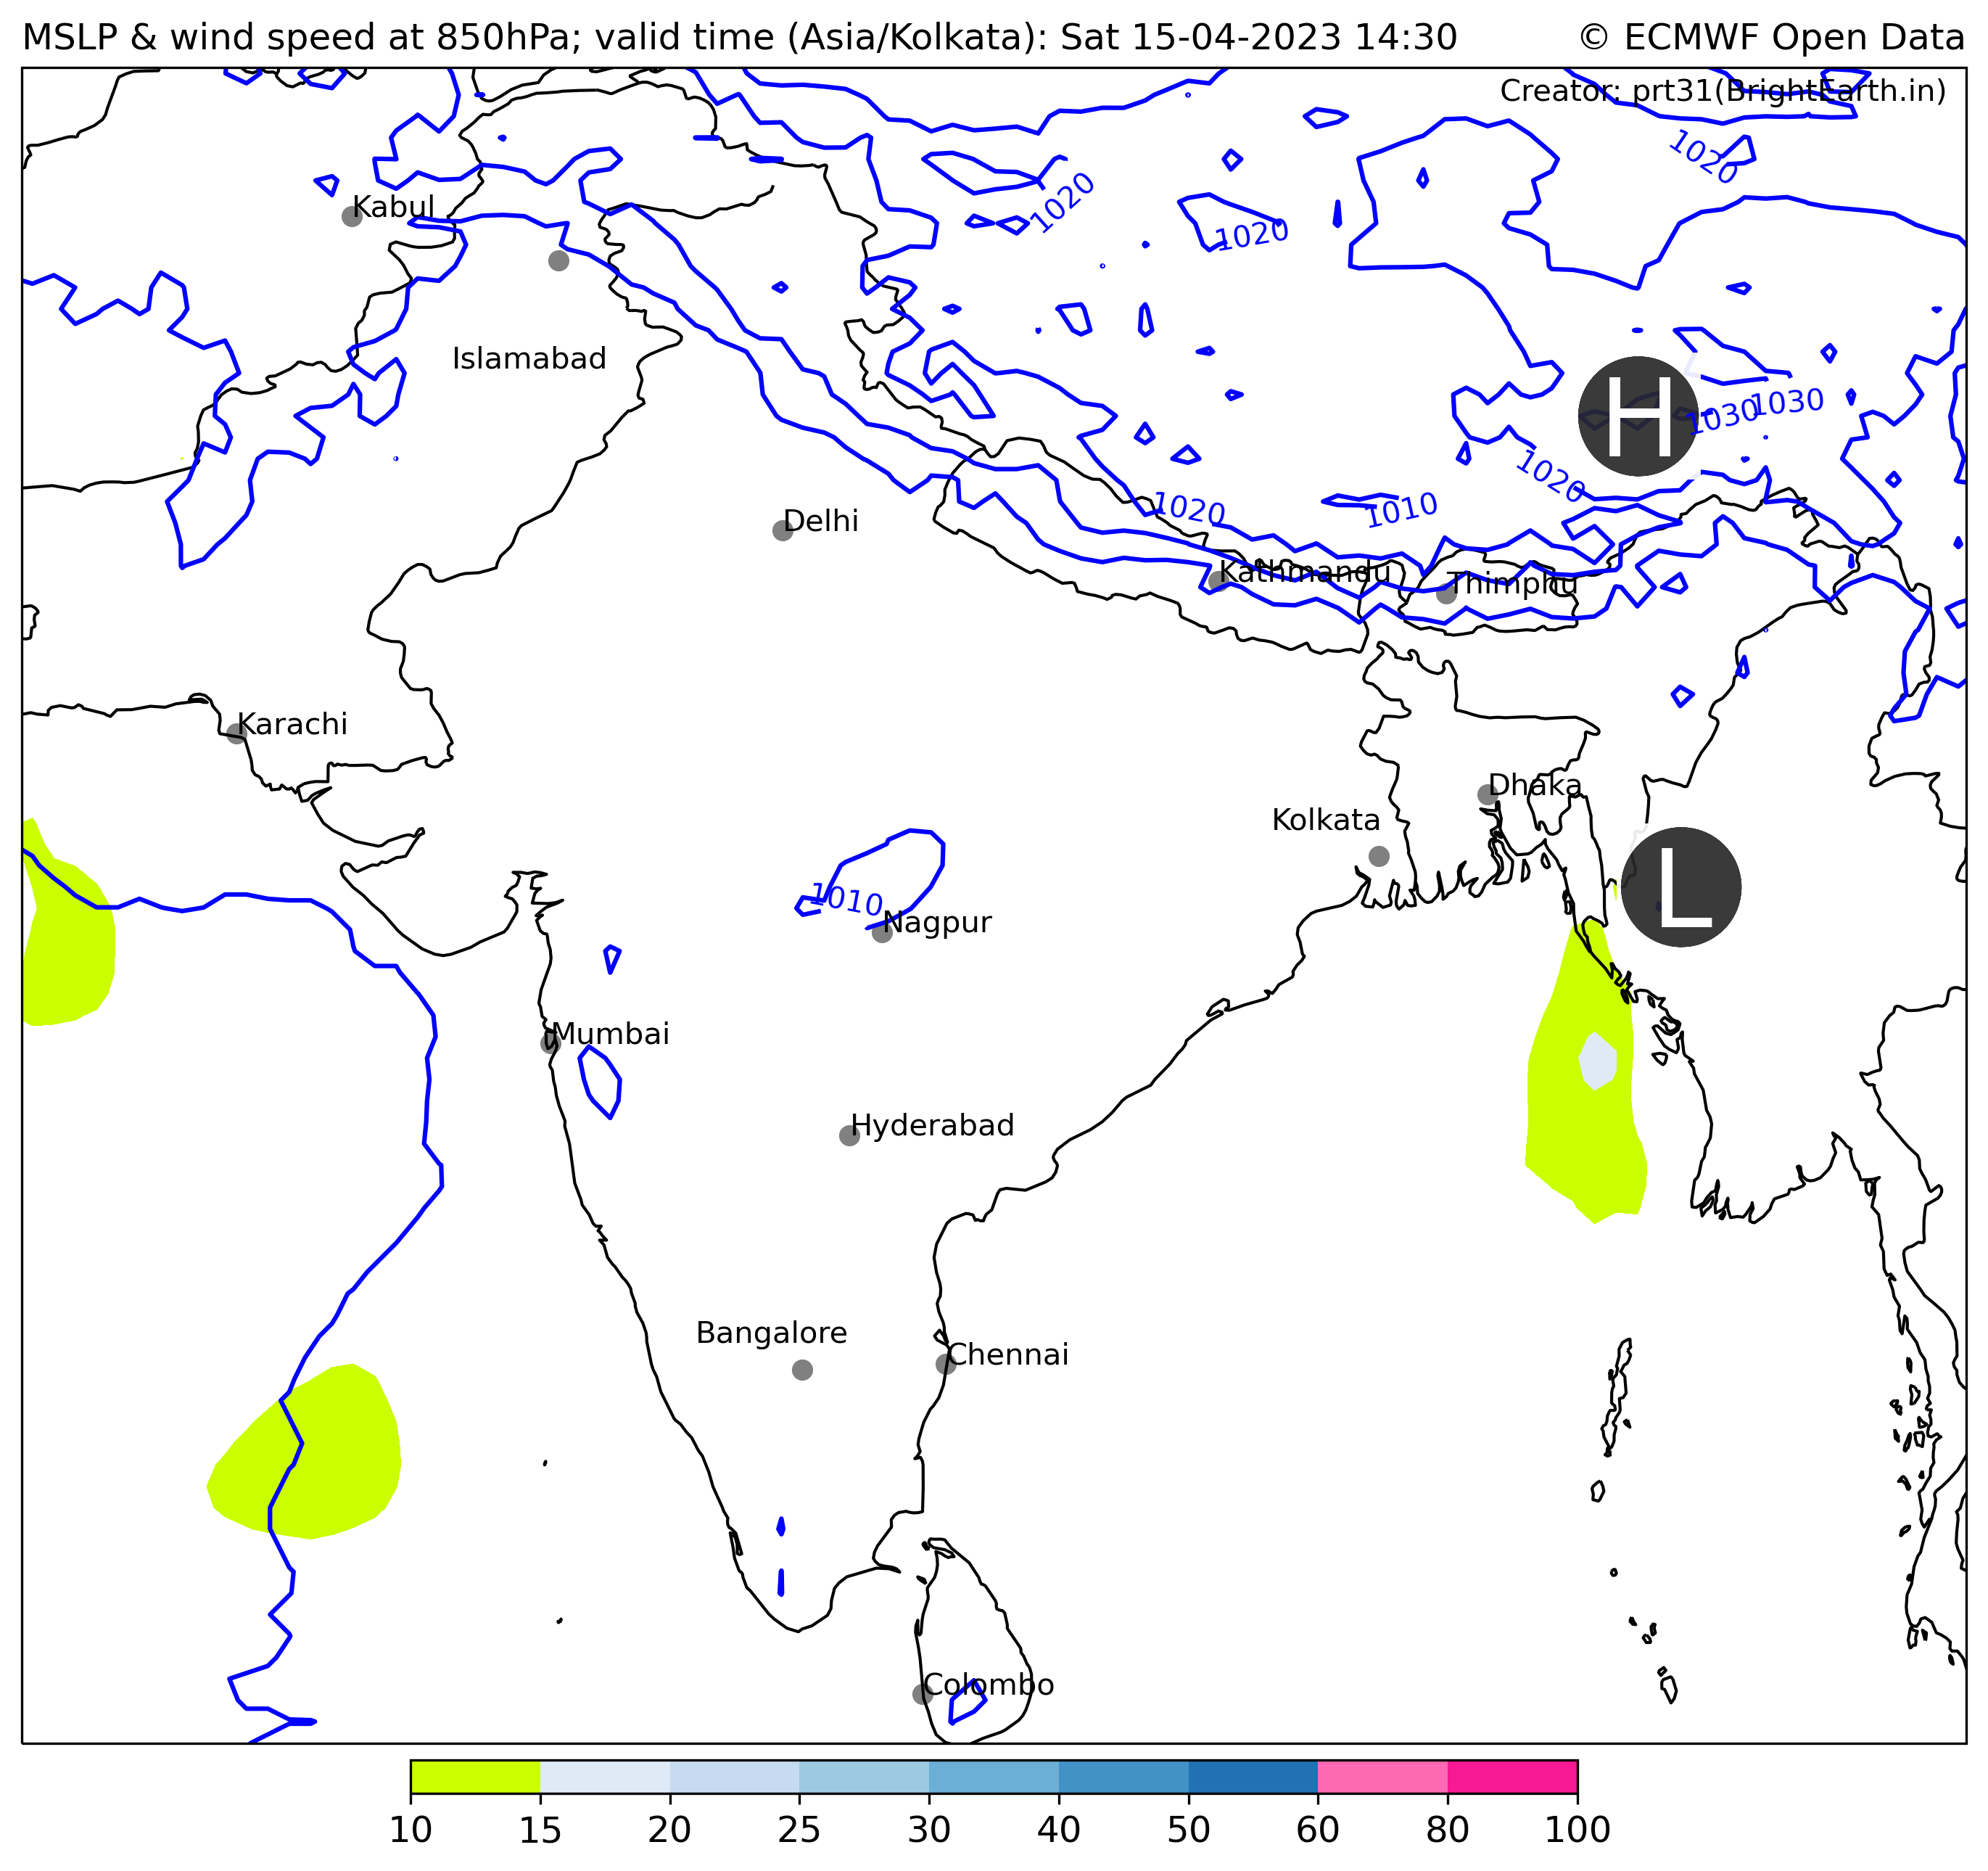 MSLP & wind speed at 850hPa; valid time (Asia/Kolkata): Sat 15-04-2023 14:30
© ECMWF Open Data
Creator: prt31(BrightEarth.in)
1020
1020
1020
Kabul
Islamabad
H
1030
1030
1020
1020
1010
Delhi
Kathmandu
Thimphu
Karachi
Dhaka
Kolkata
L
1010
Nagpur
Mumbai
Hyderabad
Bangalore
Chennai
Colombo
10 15 20 25 30 40 50 60 80 100